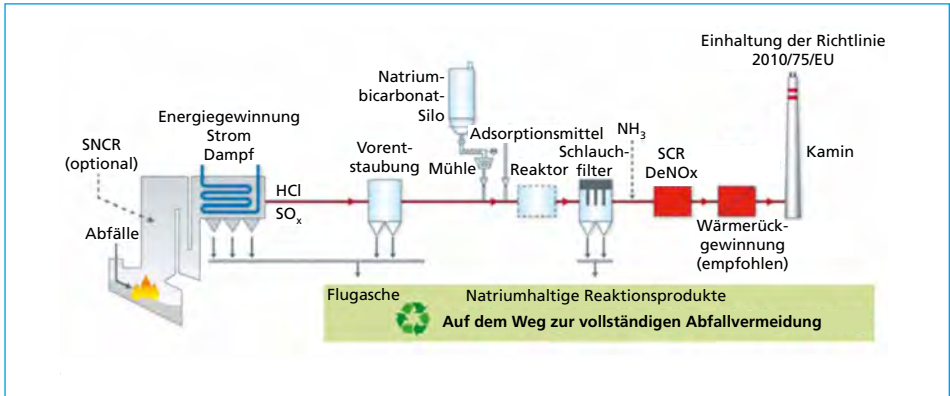 Einhaltung der Richtlinie
2010/75/EU
Natrium-
bicarbonat-
Silo
Energiegewinnung
Strom
Dampf
SNCR
(optional)
Adsorptionsmittel
NH₃
Vorent-
staubung
Mühle
Reaktor
Schlauch-
filter
SCR
DeNOx
Kamin
HCl
SOₓ
Abfälle
Wärmerück-
gewinnung
(empfohlen)
Flugasche
Natriumhaltige Reaktionsprodukte
Auf dem Weg zur vollständigen Abfallvermeidung